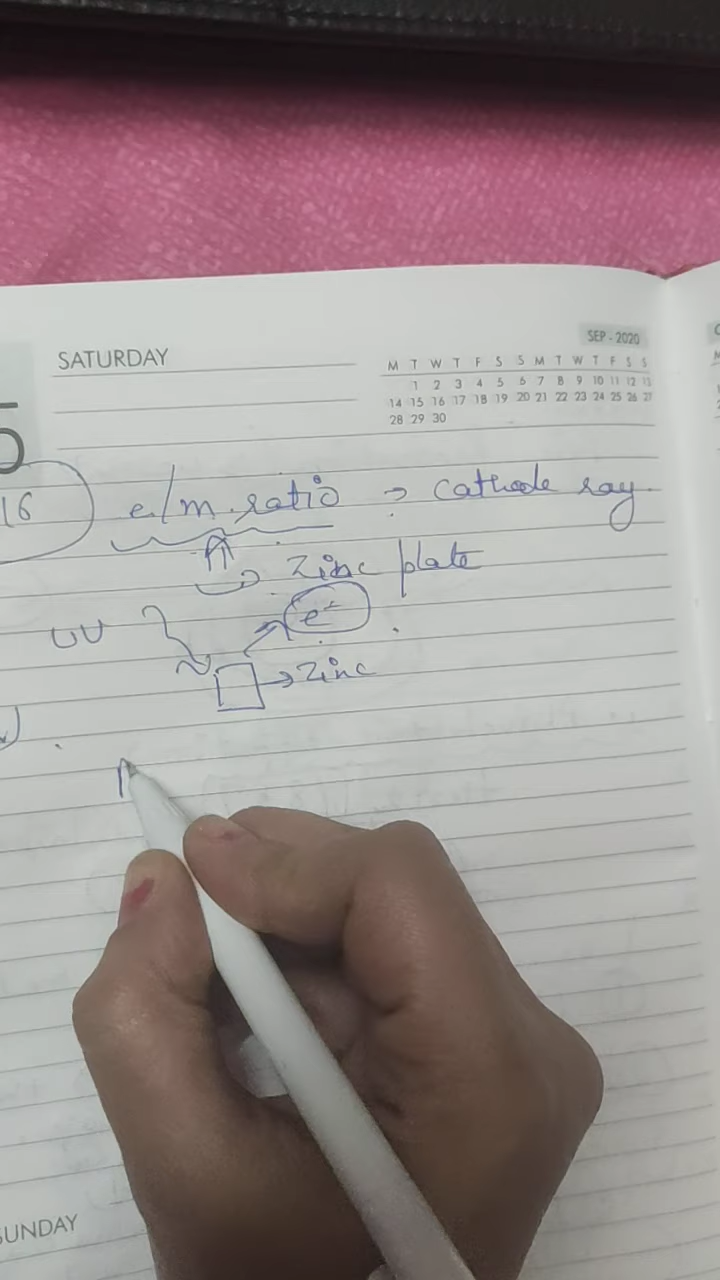 SEP - 2020
SATURDAY
M T W T F S S M T W T F S S
1 2 3 4 5 6 7 8 9 10 11 12 13
14 15 16 17 18 19 20 21 22 23 24 25 26 27
28 29 30
16 e/m ratio → Cathode ray
→ Zinc plate
UV e-
→ Zinc
SUNDAY